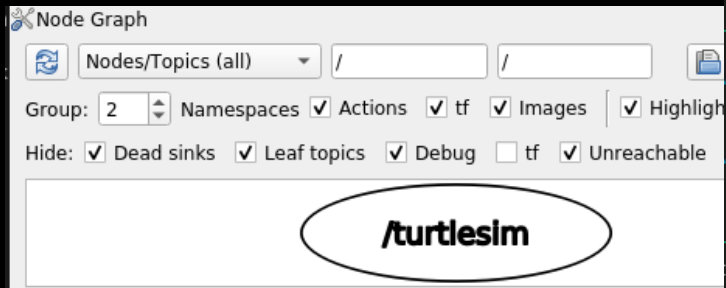 Node Graph
Nodes/Topics (all) / /
Group: 2 Namespaces Actions tf Images Highligh
Hide: Dead sinks Leaf topics Debug tf Unreachable
/turtlesim